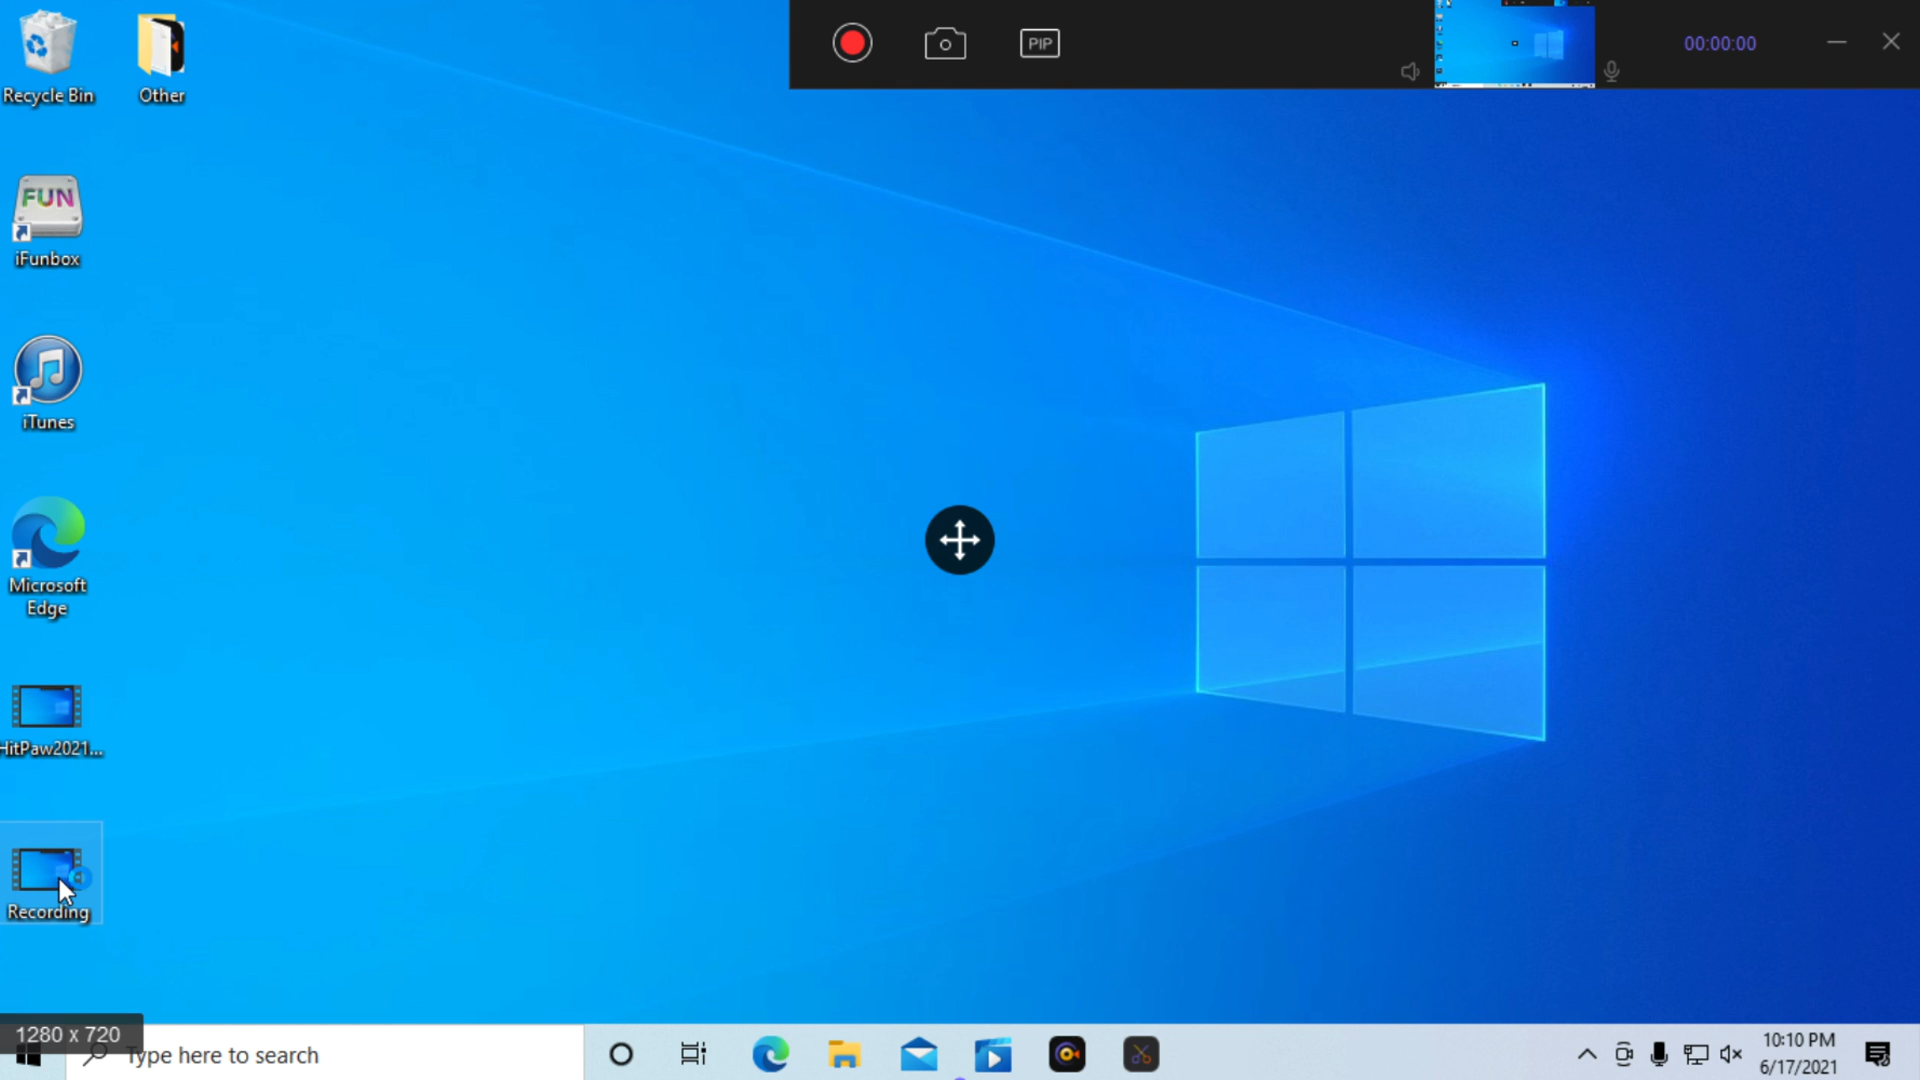 Recycle Bin
Other
PIP
00:00:00
FUN
iFunbox
iTunes
Microsoft
Edge
HitPaw2021...
Recording
1280 x 720
Type here to search
10:10 PM
6/17/2021